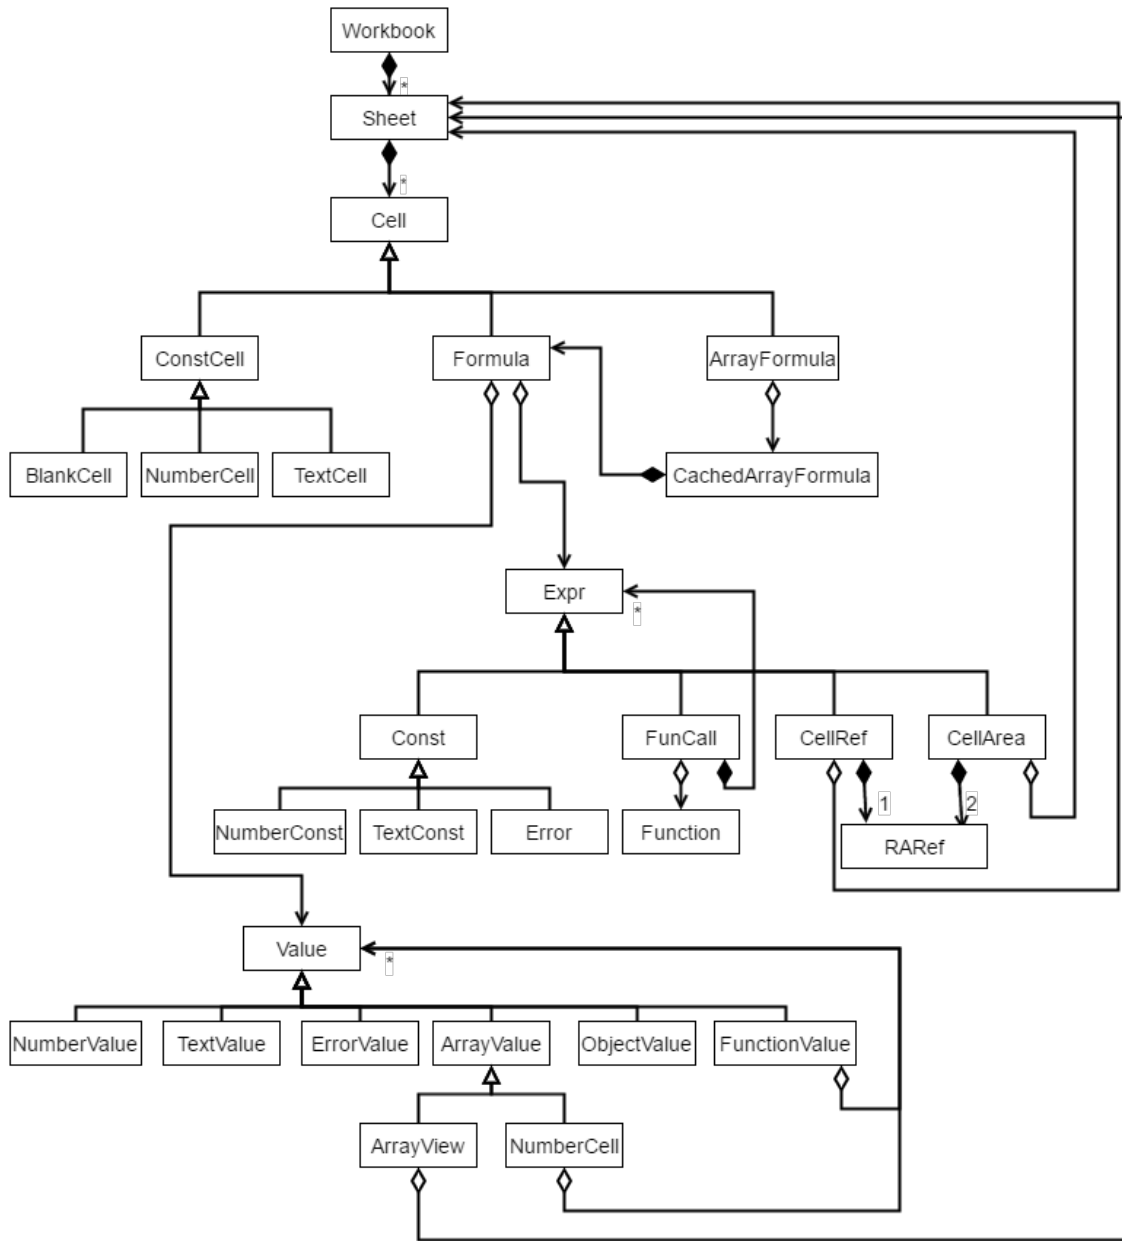 Workbook
*
Sheet
*
Cell
ConstCell
Formula
ArrayFormula
BlankCell
NumberCell
TextCell
CachedArrayFormula
Expr
*
Const
FunCall
CellRef
CellArea
NumberConst
TextConst
Error
Function
1
2
RARef
Value
*
NumberValue
TextValue
ErrorValue
ArrayValue
ObjectValue
FunctionValue
ArrayView
NumberCell